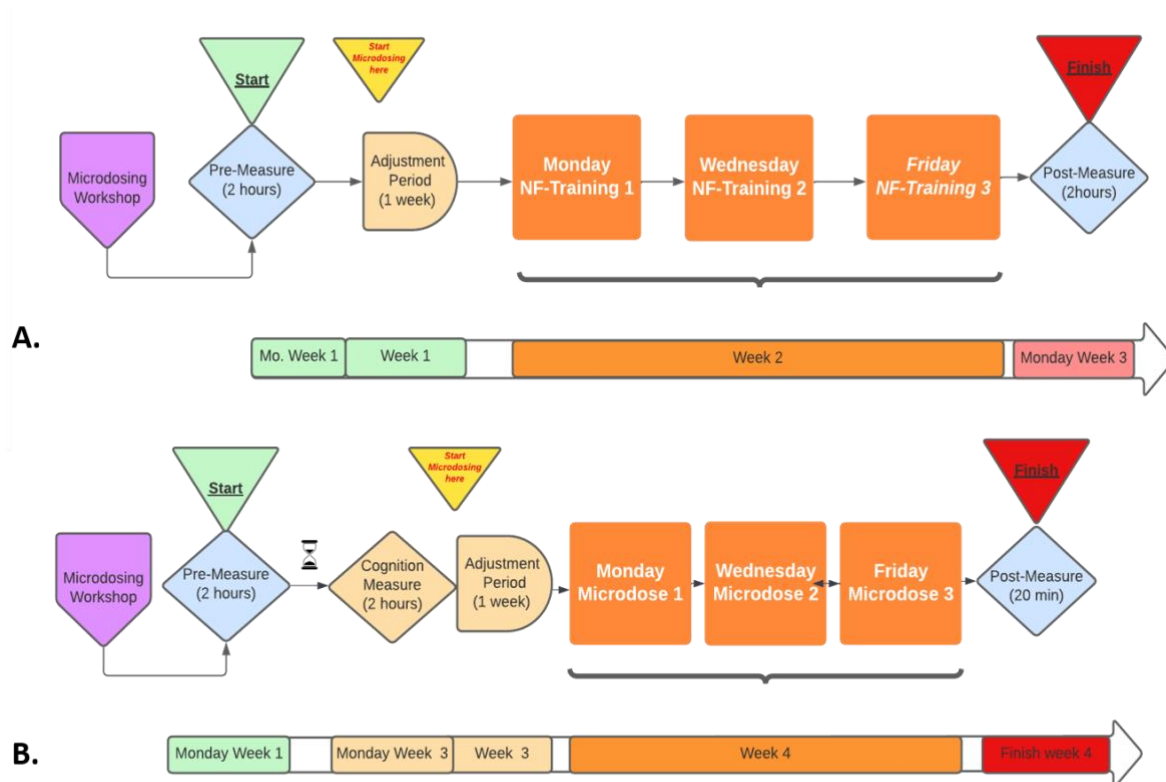 Start
Start
Microdosing
here
Finish
Microdosing
Workshop
Pre-Measure
(2 hours)
Adjustment
Period
(1 week)
Monday
NF-Training 1
Wednesday
NF-Training 2
Friday
NF-Training 3
Post-Measure
(2hours)
A.
Mo. Week 1
Week 1
Week 2
Monday Week 3
Start
Start
Microdosing
here
Finish
Microdosing
Workshop
Pre-Measure
(2 hours)
Cognition
Measure
(2 hours)
Adjustment
Period
(1 week)
Monday
Microdose 1
Wednesday
Microdose 2
Friday
Microdose 3
Post-Measure
(20 min)
B.
Monday Week 1
Monday Week 3
Week 3
Week 4
Finish week 4